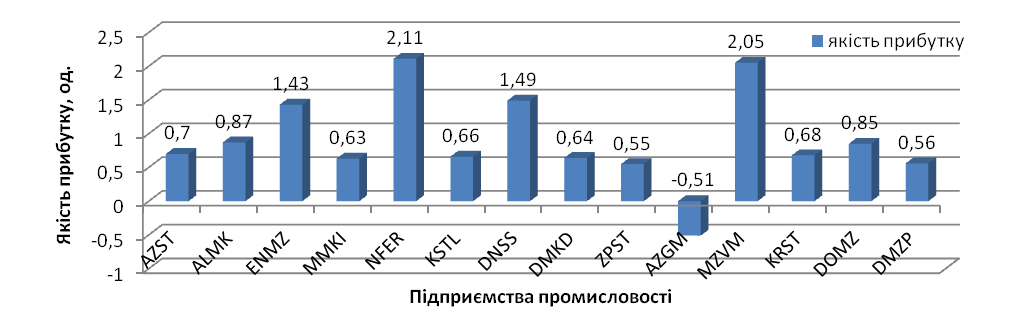 Якість прибутку, од.
2,5
2
1,5
1
0,5
0
-0,5
-1
0,7
0,87
1,43
0,63
2,11
0,66
1,49
0,64
0,55
-0,51
2,05
0,68
0,85
0,56
якість прибутку
AZST
ALMK
ENMZ
MMKI
NFER
KSTL
DNSS
DMKD
ZPST
AZGM
MZVM
KRST
DOMZ
DMZP
Підприємства промисловості